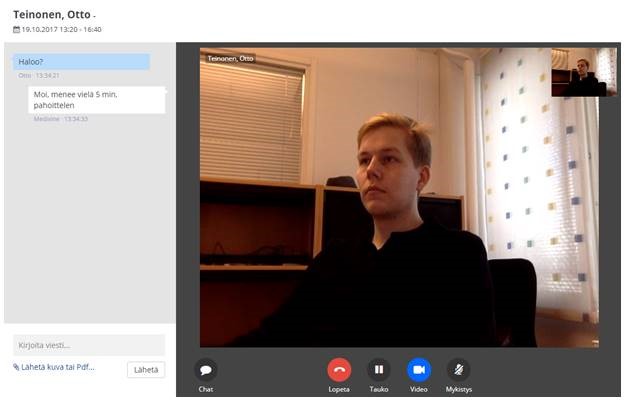 Teinonen, Otto -
19.10.2017 13:20 - 16:40
Haloo?
Otto · 13:34:21
Moi, menee vielä 5 min,
pahoittelen
Medivine · 13:34:33
Kirjoita viesti...
Lähetä kuva tai Pdf...
Lähetä
Teinonen, Otto
Chat
Lopeta
Tauko
Video
Mykistys